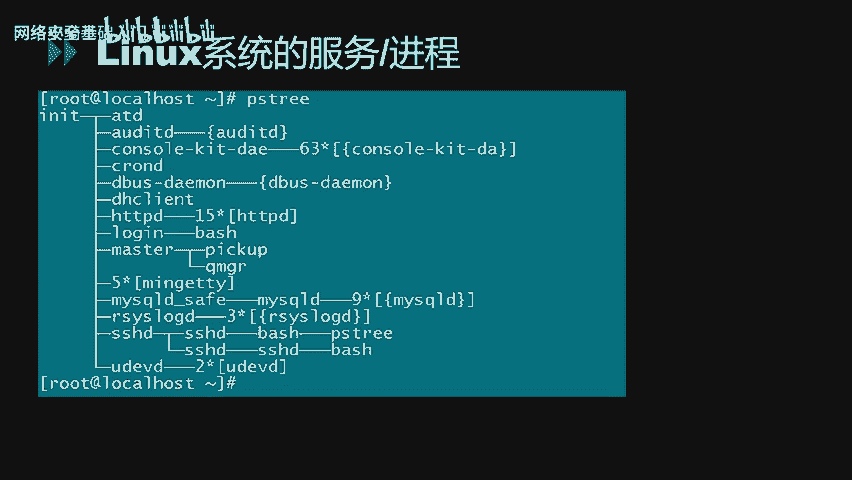 网络安全基础入门
Linux系统的服务/进程
[root@localhost ~]# pstree
init─┬─atd
     ├─auditd───{auditd}
     ├─console-kit-dae───63*[{console-kit-da}]
     ├─crond
     ├─dbus-daemon───{dbus-daemon}
     ├─dhclient
     ├─httpd───15*[httpd]
     ├─login───bash
     ├─master─┬─pickup
     │        └─qmgr
     ├─5*[mingetty]
     ├─mysqld_safe───mysqld───9*[{mysqld}]
     ├─rsyslogd───3*[{rsyslogd}]
     ├─sshd─┬─sshd───bash───pstree
     │      └─sshd───sshd───bash
     └─udevd───2*[udevd]
[root@localhost ~]#